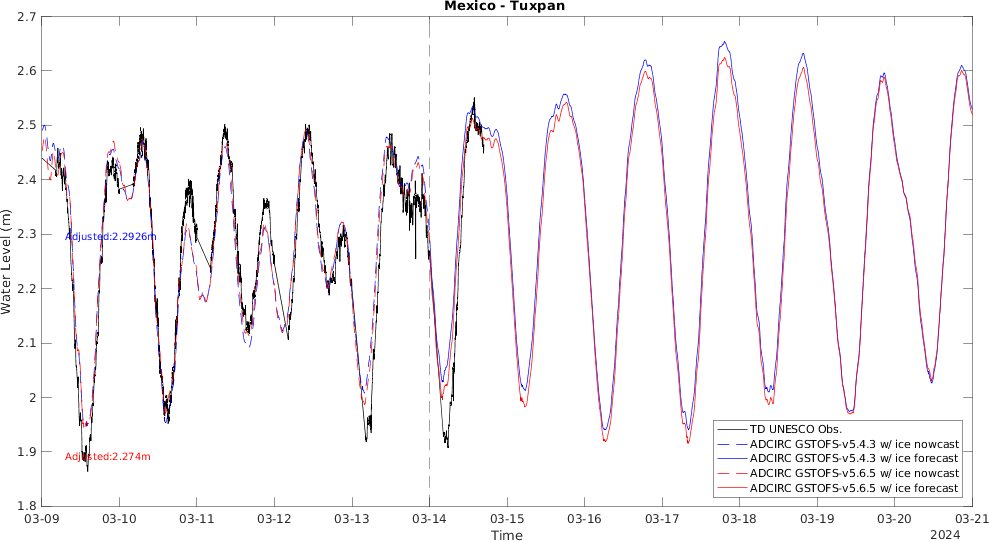 Mexico - Tuxpan
2.7
2.6
2.5
2.4
2.3
2.2
2.1
2
1.9
1.8
Water Level (m)
Adjusted:2.2926m
Adjusted:2.274m
TD UNESCO Obs.
ADCIRC GSTOFS-v5.4.3 w/ ice nowcast
ADCIRC GSTOFS-v5.4.3 w/ ice forecast
ADCIRC GSTOFS-v5.6.5 w/ ice nowcast
ADCIRC GSTOFS-v5.6.5 w/ ice forecast
03-09 03-10 03-11 03-12 03-13 03-14 03-15 03-16 03-17 03-18 03-19 03-20 03-21
Time
2024